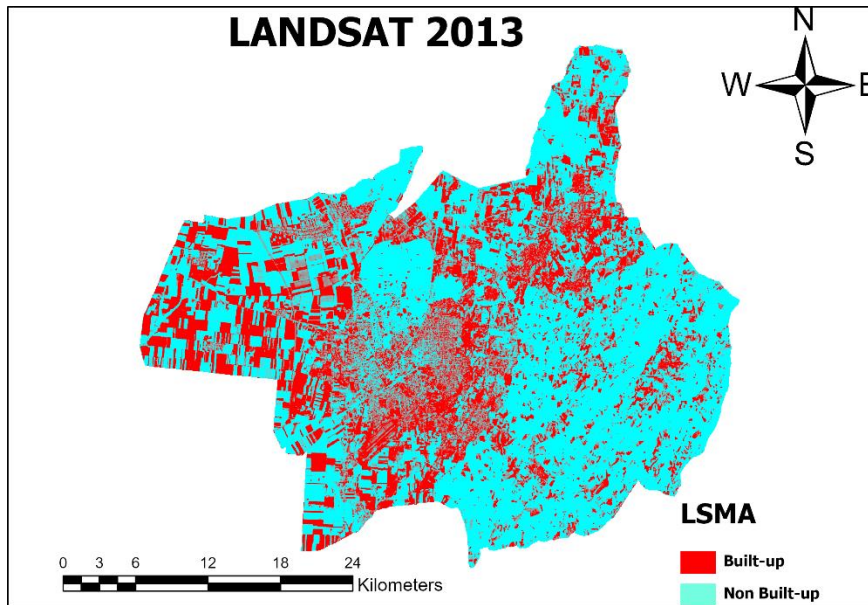 LANDSAT 2013
N
W E
S
LSMA
Built-up
Non Built-up
0 3 6 12 18 24
Kilometers